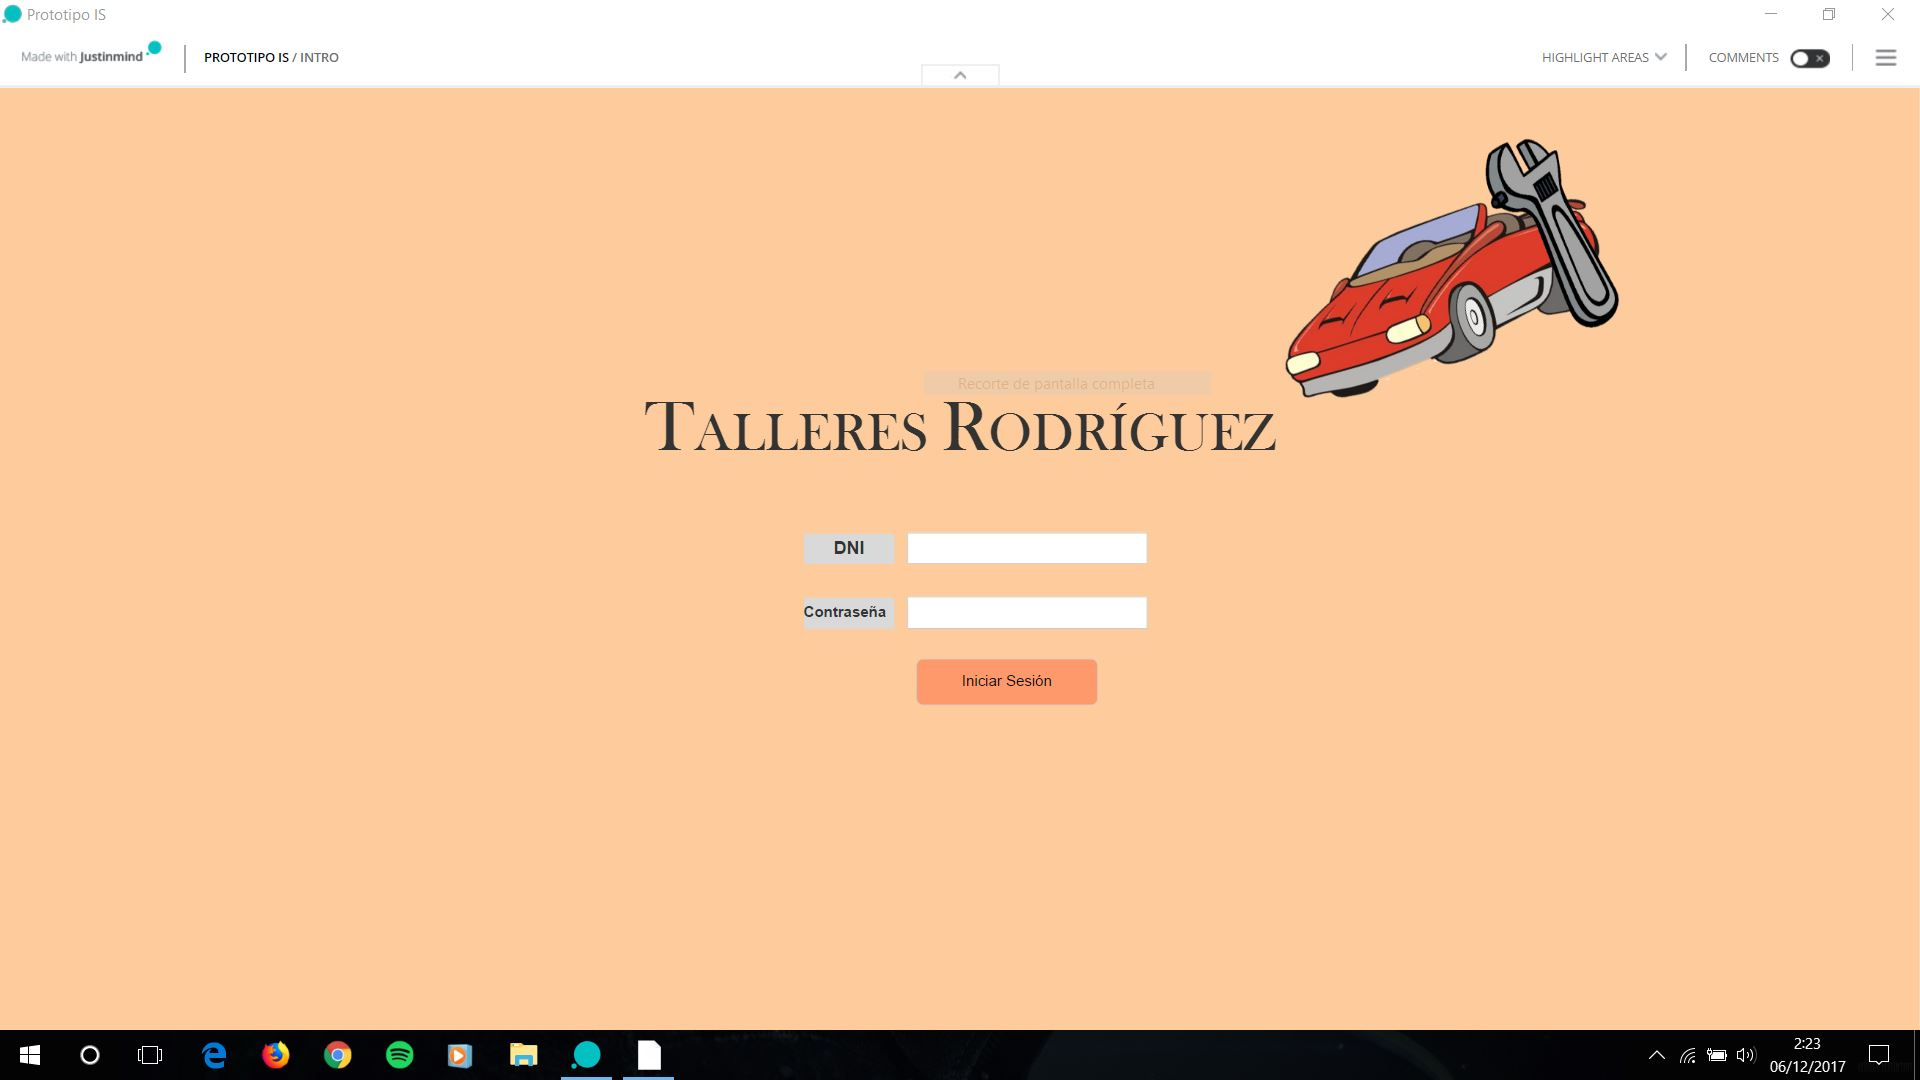 Prototipo IS
Made with Justinmind
PROTOTIPO IS / INTRO
HIGHLIGHT AREAS
COMMENTS
Recorte de pantalla completa
TALLERES RODRÍGUEZ
DNI
Contraseña
Iniciar Sesión
2:23
06/12/2017